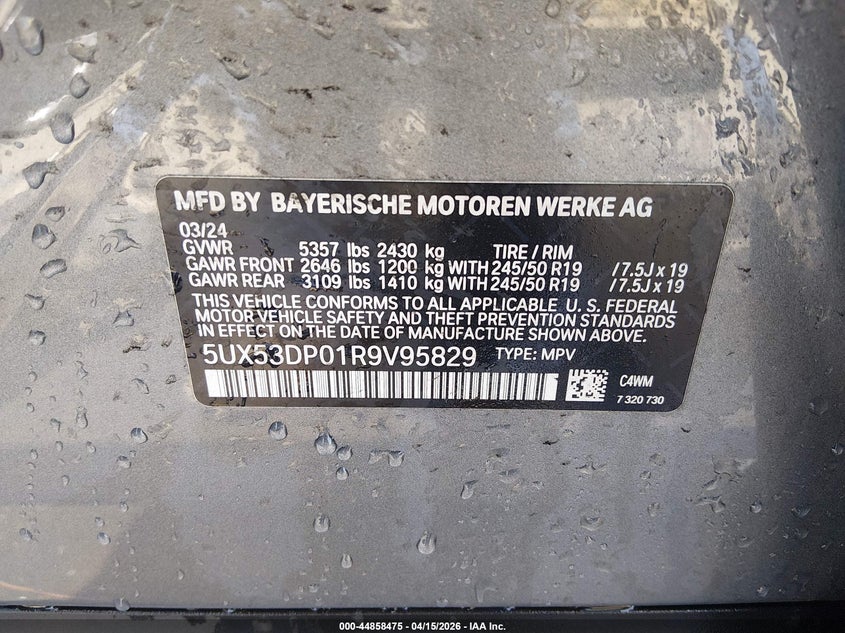 MFD BY BAYERISCHE MOTOREN WERKE AG
03/24
GVWR 5357 lbs 2430 kg TIRE / RIM
GAWR FRONT 2646 lbs 1200 kg WITH 245/50 R19 / 7.5J x 19
GAWR REAR 3109 lbs 1410 kg WITH 245/50 R19 / 7.5J x 19
THIS VEHICLE CONFORMS TO ALL APPLICABLE U.S. FEDERAL
MOTOR VEHICLE SAFETY AND THEFT PREVENTION STANDARDS
IN EFFECT ON THE DATE OF MANUFACTURE SHOWN ABOVE.
5UX53DP01R9V95829 TYPE: MPV
C4WM
7 320 730
000-44858475 - 04/15/2026 - IAA Inc.